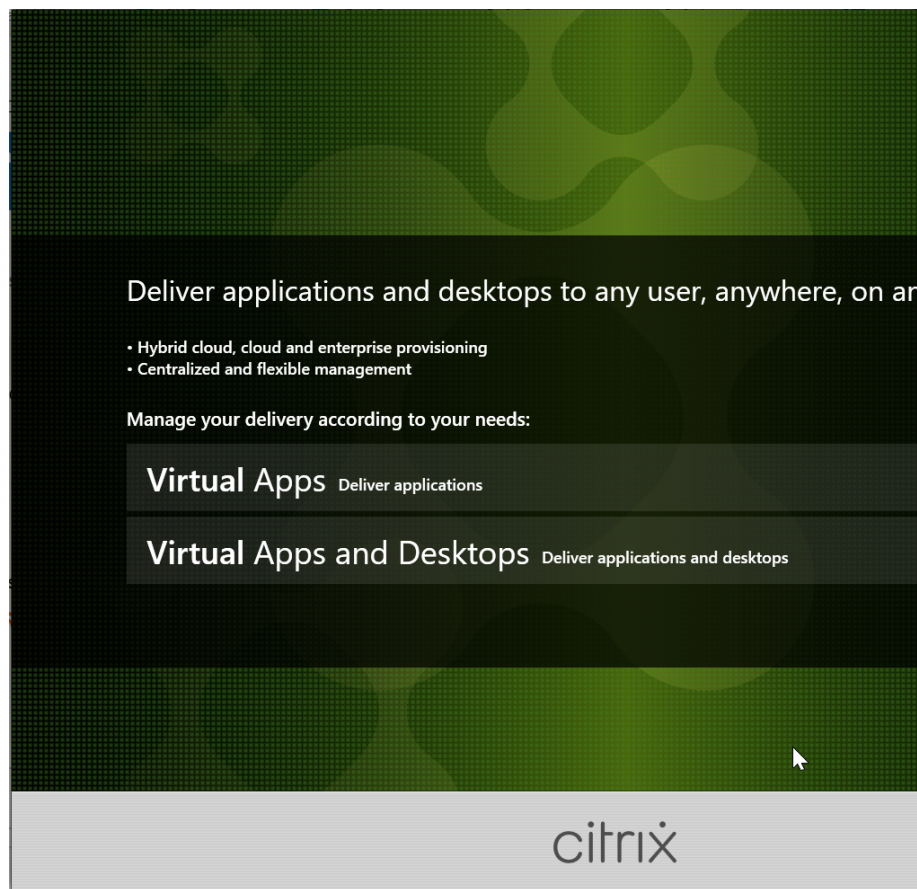 Deliver applications and desktops to any user, anywhere, on an
• Hybrid cloud, cloud and enterprise provisioning
• Centralized and flexible management
Manage your delivery according to your needs:
Virtual Apps Deliver applications
Virtual Apps and Desktops Deliver applications and desktops
citrix